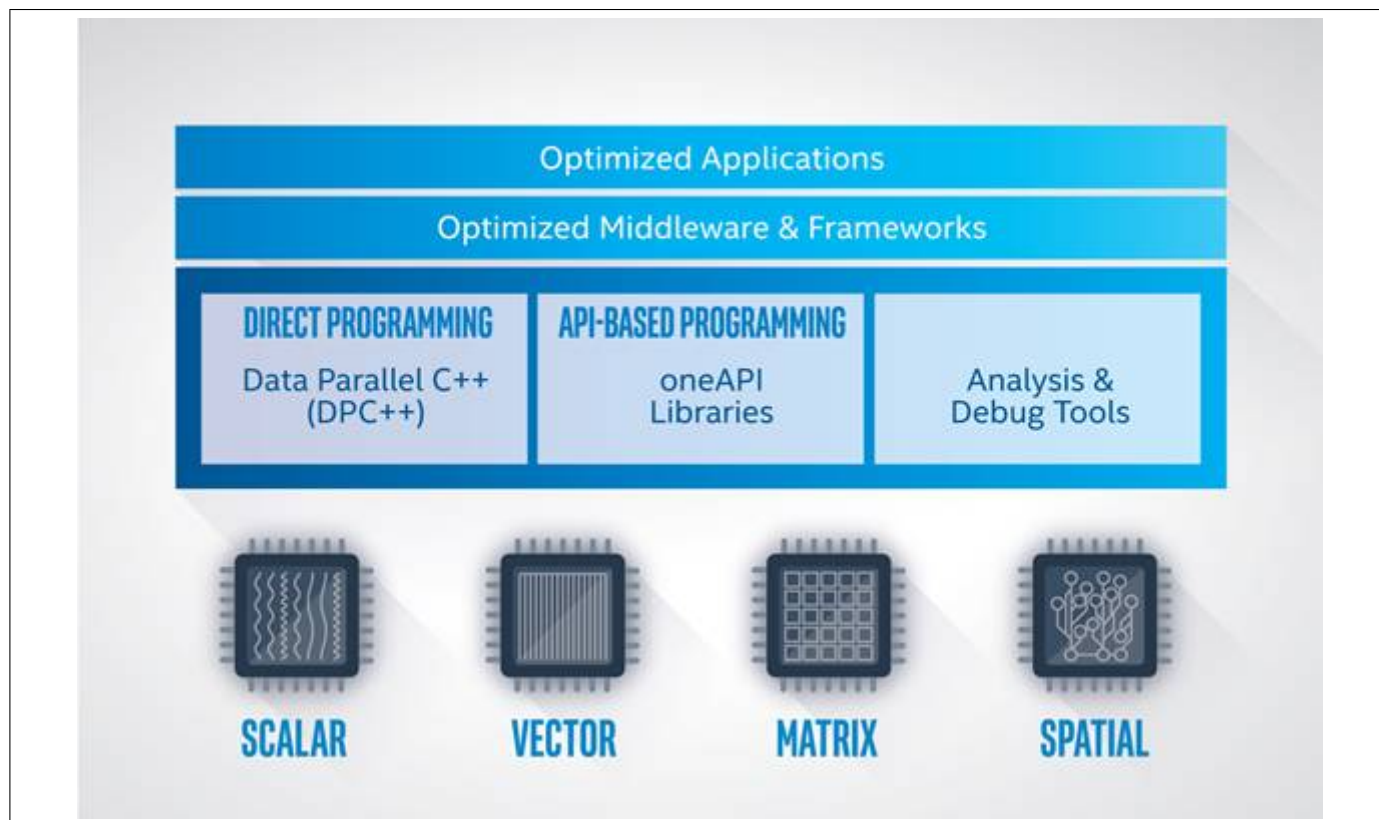 Optimized Applications
Optimized Middleware & Frameworks
DIRECT PROGRAMMING
Data Parallel C++
(DPC++)
API-BASED PROGRAMMING
oneAPI
Libraries
Analysis &
Debug Tools
SCALAR
VECTOR
MATRIX
SPATIAL